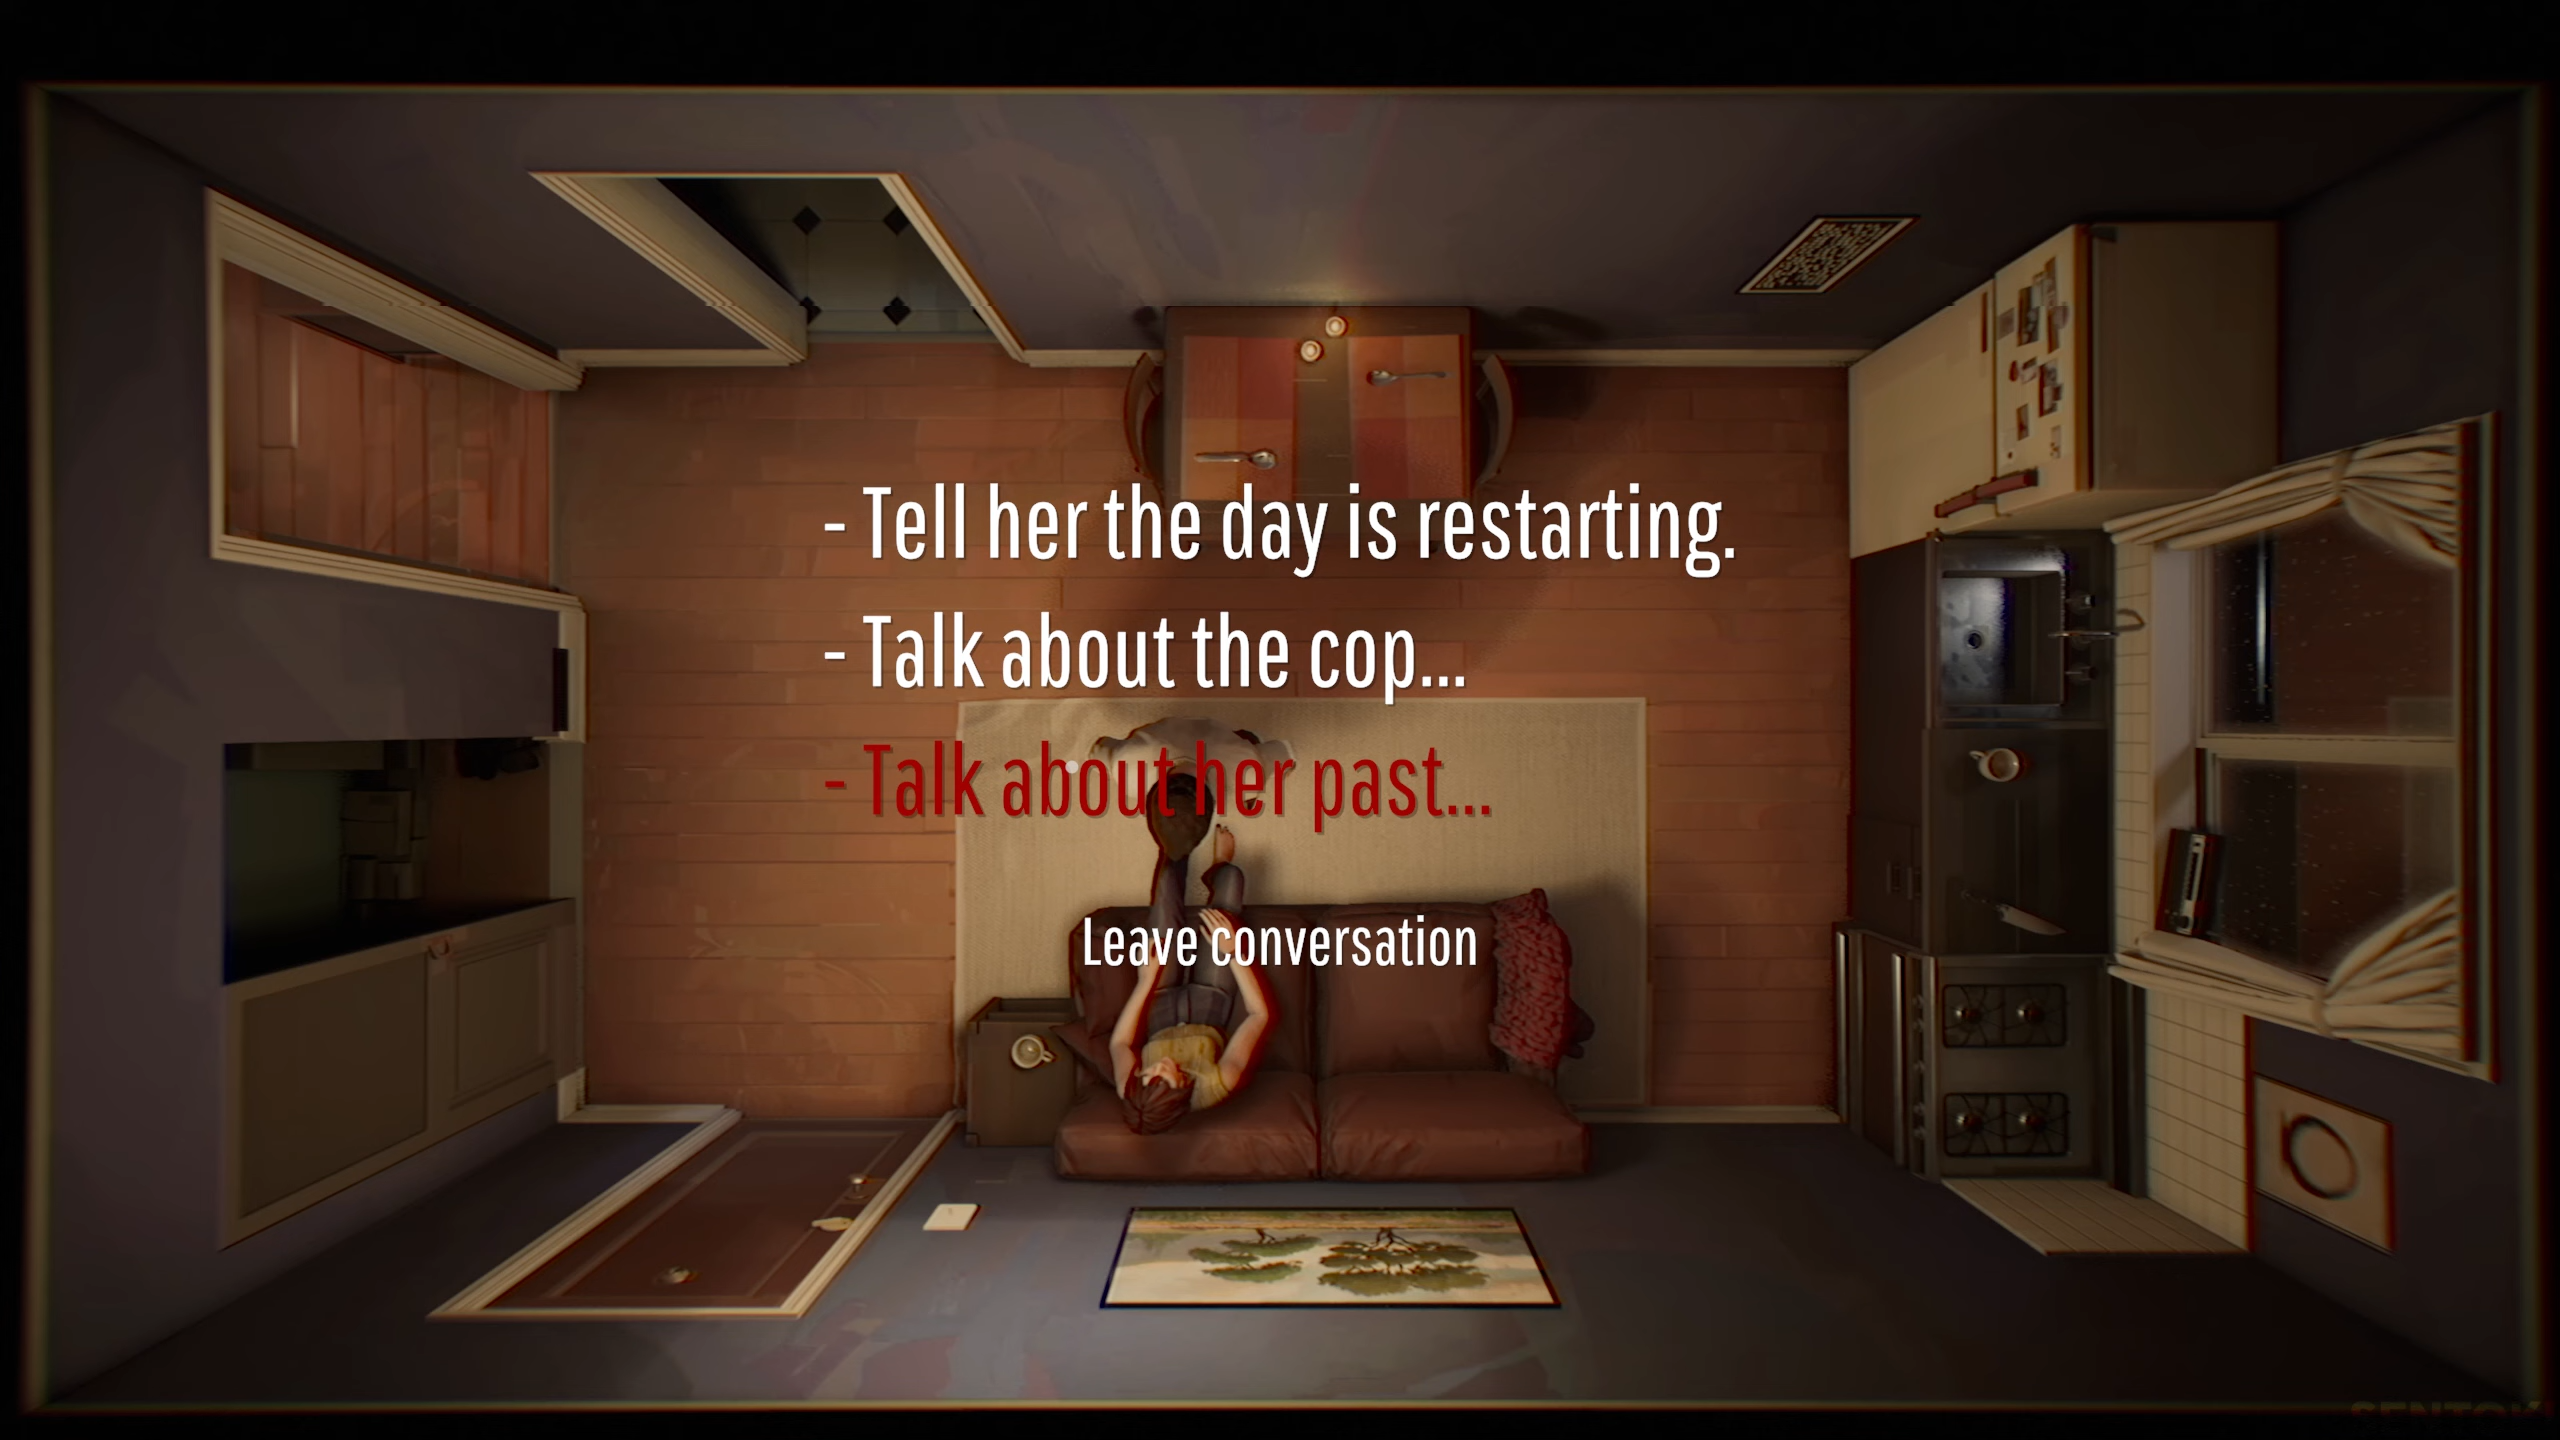 - Tell her the day is restarting.
- Talk about the cop...
- Talk about her past...
Leave conversation